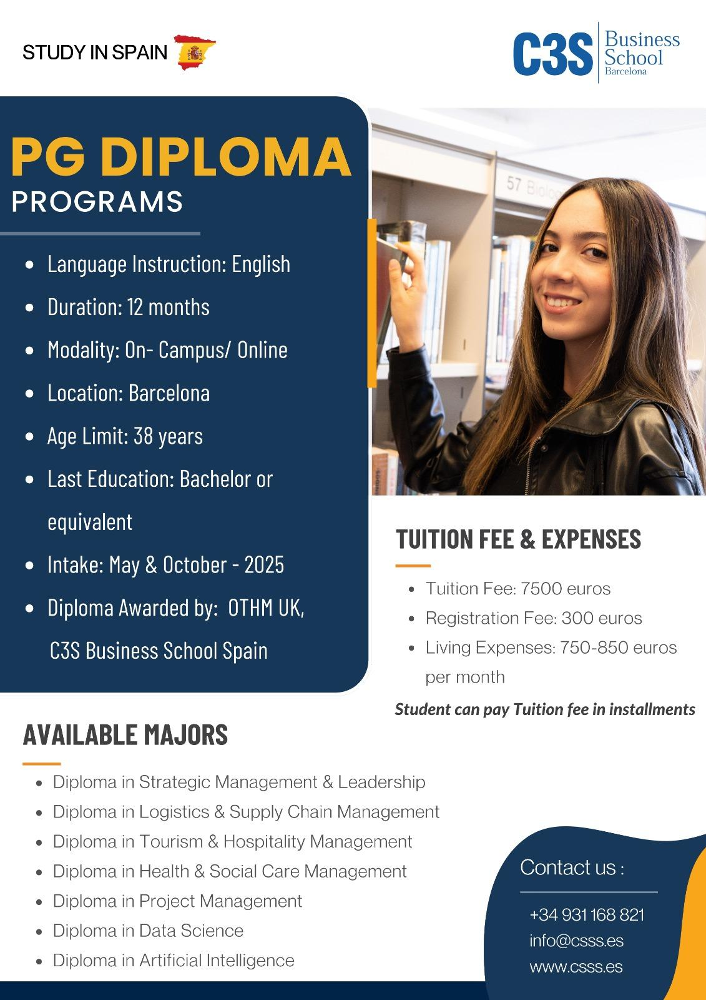 STUDY IN SPAIN
C3S
Business
School
Barcelona
PG DIPLOMA
PROGRAMS
57 Biolog
• Language Instruction: English
• Duration: 12 months
• Modality: On- Campus/ Online
• Location: Barcelona
• Age Limit: 38 years
• Last Education: Bachelor or
equivalent
• Intake: May & October - 2025
• Diploma Awarded by: OTHM UK,
C3S Business School Spain
TUITION FEE & EXPENSES
• Tuition Fee: 7500 euros
• Registration Fee: 300 euros
• Living Expenses: 750-850 euros
per month
Student can pay Tuition fee in installments
AVAILABLE MAJORS
• Diploma in Strategic Management & Leadership
• Diploma in Logistics & Supply Chain Management
• Diploma in Tourism & Hospitality Management
• Diploma in Health & Social Care Management
• Diploma in Project Management
• Diploma in Data Science
• Diploma in Artificial Intelligence
Contact us :
+34 931 168 821
info@csss.es
www.csss.es